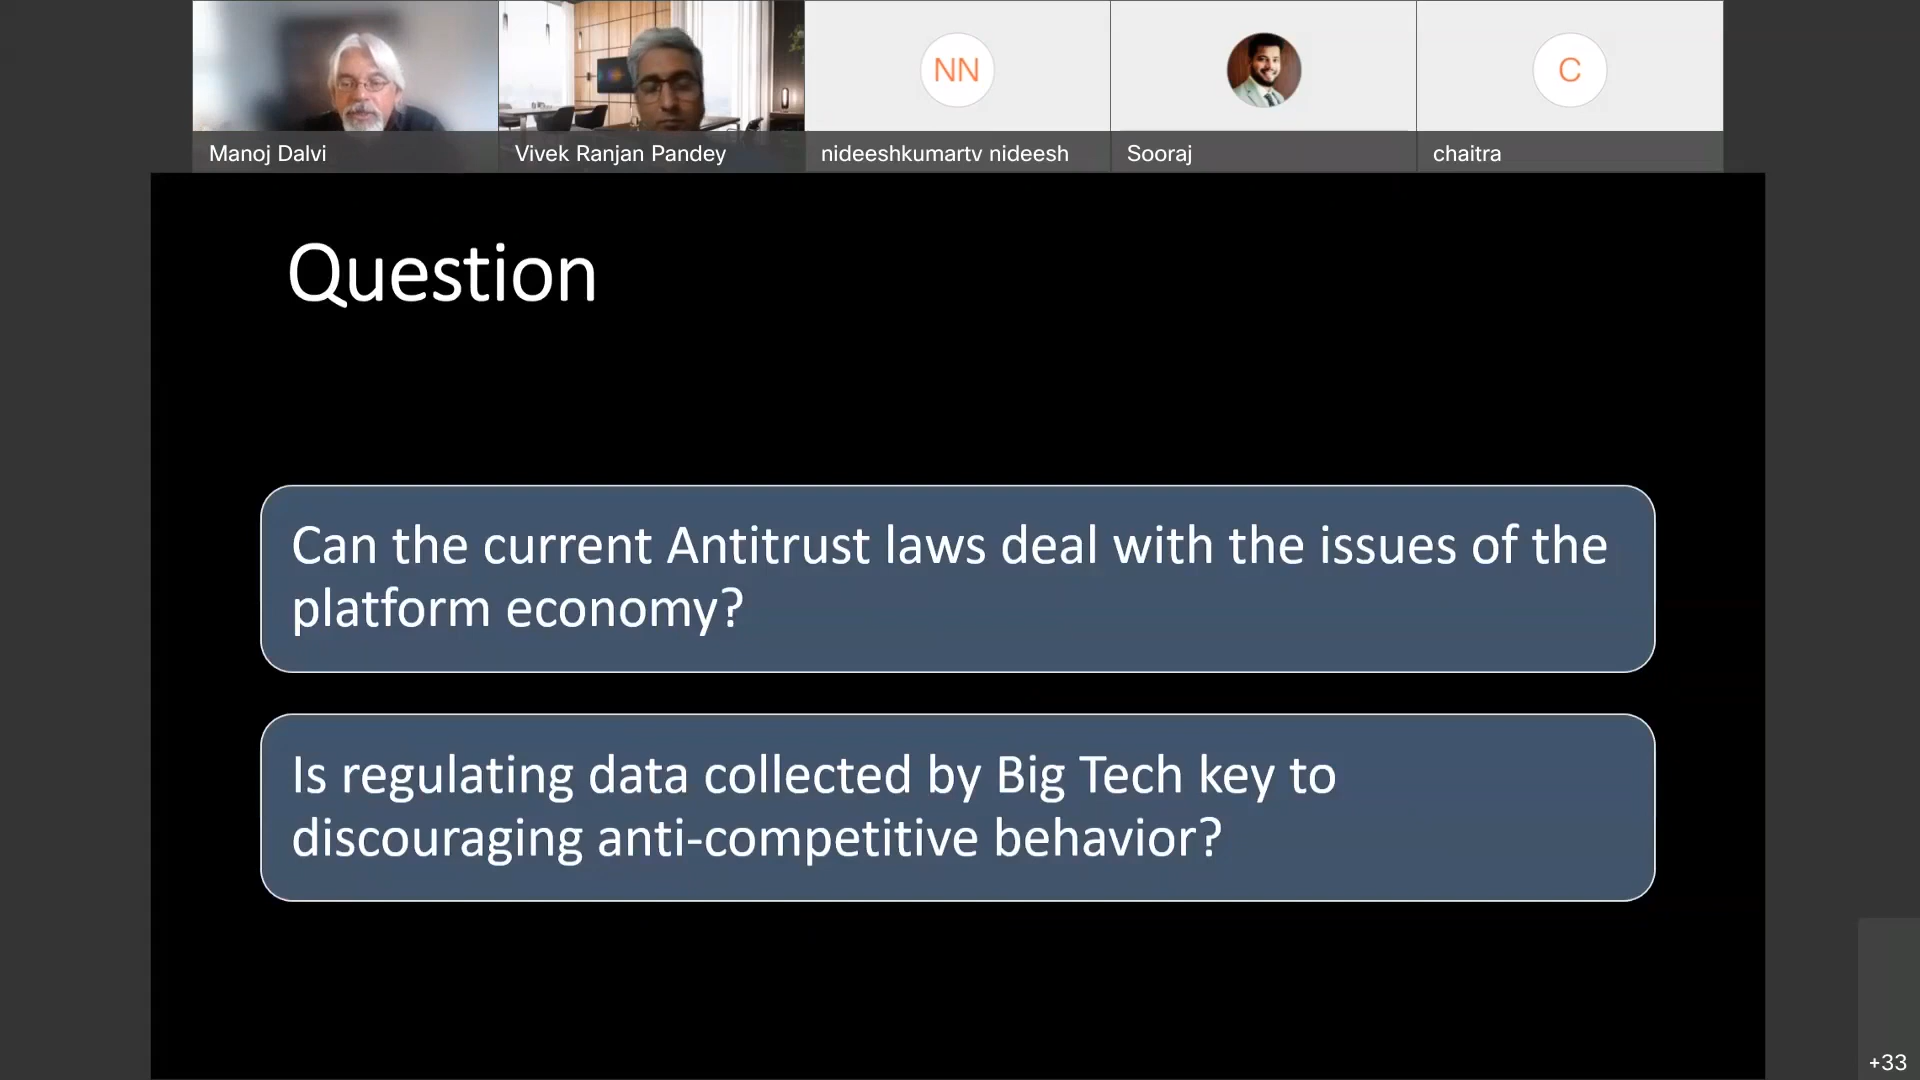 NN
C
Manoj Dalvi
Vivek Ranjan Pandey
nideeshkumartv nideesh
Sooraj
chaitra
Question
Can the current Antitrust laws deal with the issues of the
platform economy?
Is regulating data collected by Big Tech key to
discouraging anti-competitive behavior?
+33